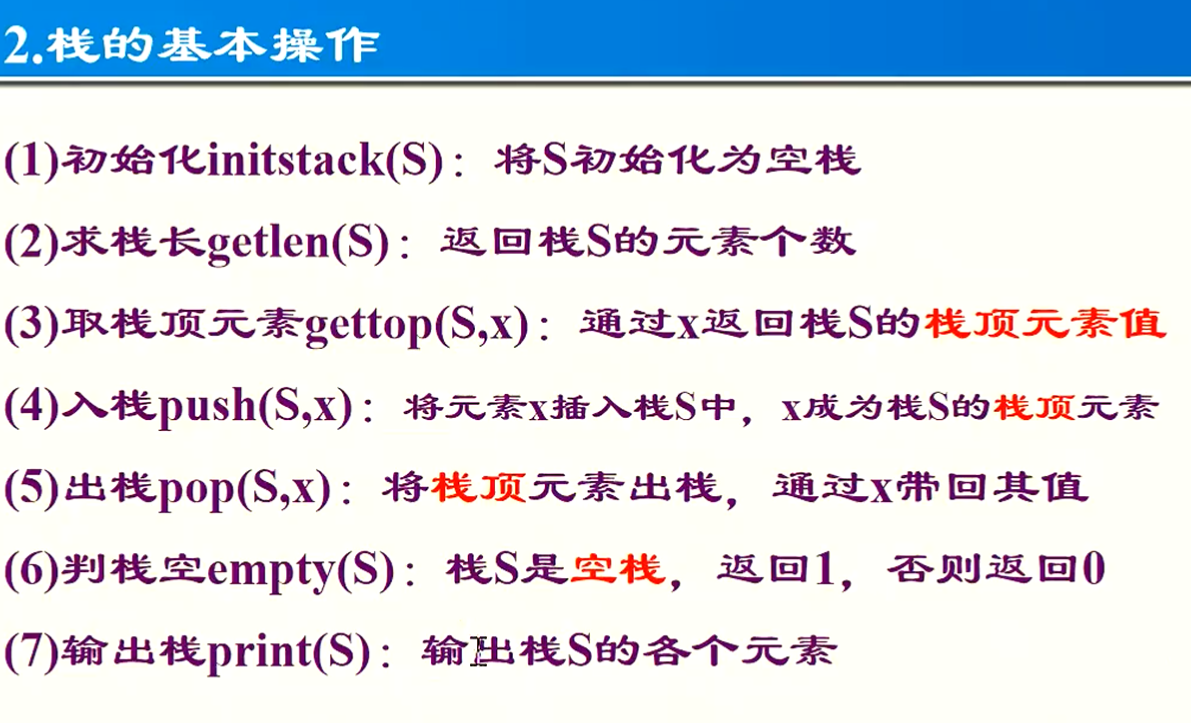 2.栈的基本操作
(1)初始化initstack(S)：将S初始化为空栈
(2)求栈长getlen(S)：返回栈S的元素个数
(3)取栈顶元素gettop(S,x)：通过x返回栈S的栈顶元素值
(4)入栈push(S,x)：将元素x插入栈S中，x成为栈S的栈顶元素
(5)出栈pop(S,x)：将栈顶元素出栈，通过x带回其值
(6)判栈空empty(S)：栈S是空栈，返回1，否则返回0
(7)输出栈print(S)：输出栈S的各个元素